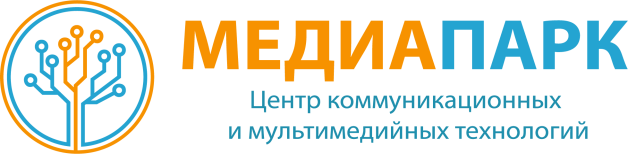 МЕДИАПАРК
Центр коммуникационных
и мультимедийных технологий